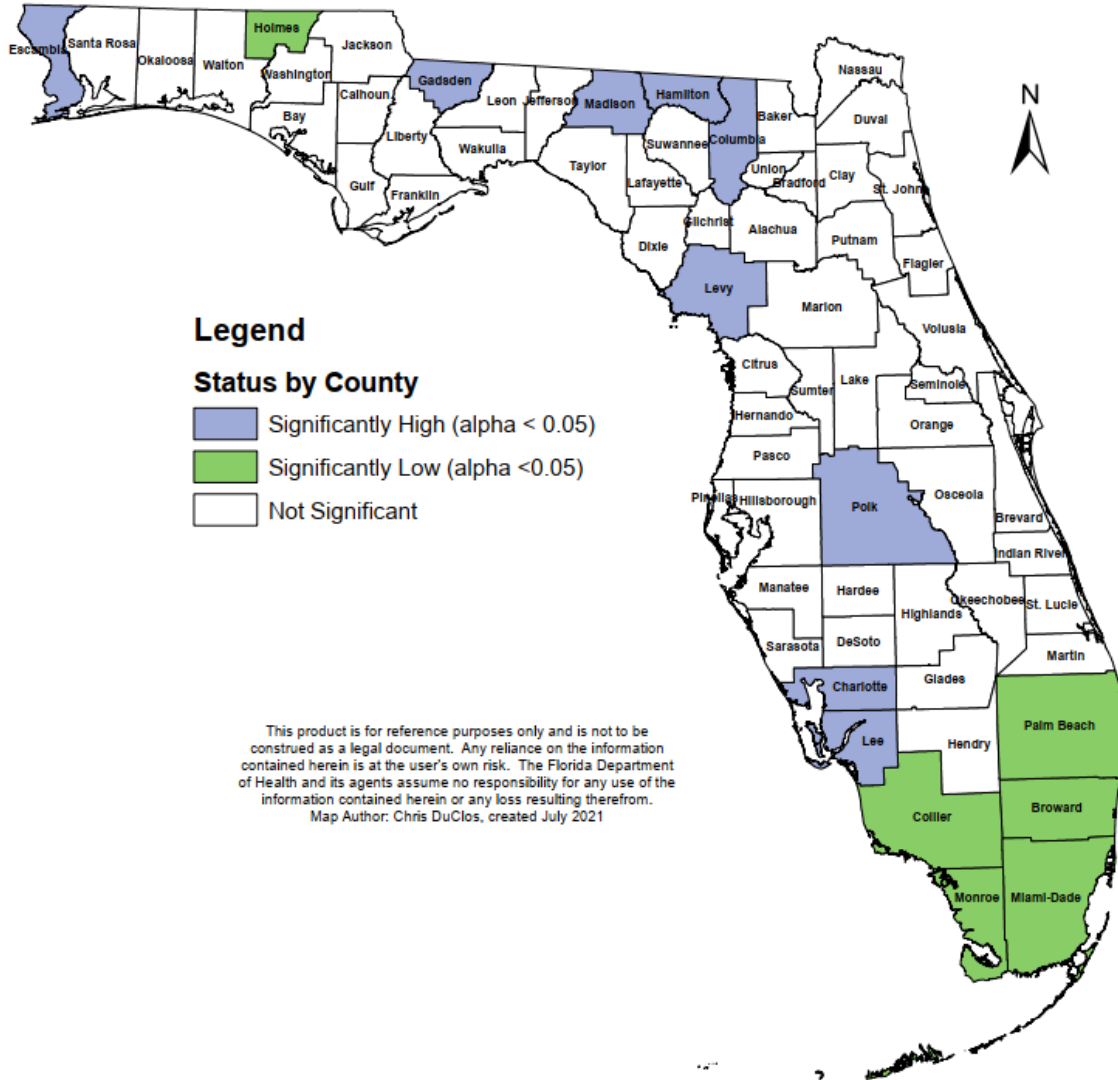 Escambia
Santa Rosa
Okaloosa
Walton
Holmes
Washington
Jackson
Bay
Calhoun
Gulf
Liberty
Gadsden
Franklin
Leon
Wakulla
Jefferson
Madison
Taylor
Hamilton
Suwannee
Lafayette
Dixie
Columbia
Gilchrist
Baker
Union
Bradford
Alachua
Nassau
Duval
Clay
St. Johns
Putnam
Flagler
N
Levy
Marion
Volusia
Legend
Status by County
Significantly High (alpha < 0.05)
Significantly Low (alpha <0.05)
Not Significant
Citrus
Sumter
Lake
Seminole
Hernando
Orange
Pasco
Pinellas
Hillsborough
Polk
Osceola
Brevard
Indian River
Manatee
Hardee
Highlands
Okeechobee
St. Lucie
Sarasota
DeSoto
Martin
Charlotte
Glades
Lee
Hendry
Palm Beach
Collier
Broward
Monroe
Miami-Dade
This product is for reference purposes only and is not to be
construed as a legal document. Any reliance on the information
contained herein is at the user's own risk. The Florida Department
of Health and its agents assume no responsibility for any use of the
information contained herein or any loss resulting therefrom.
Map Author: Chris DuClos, created July 2021